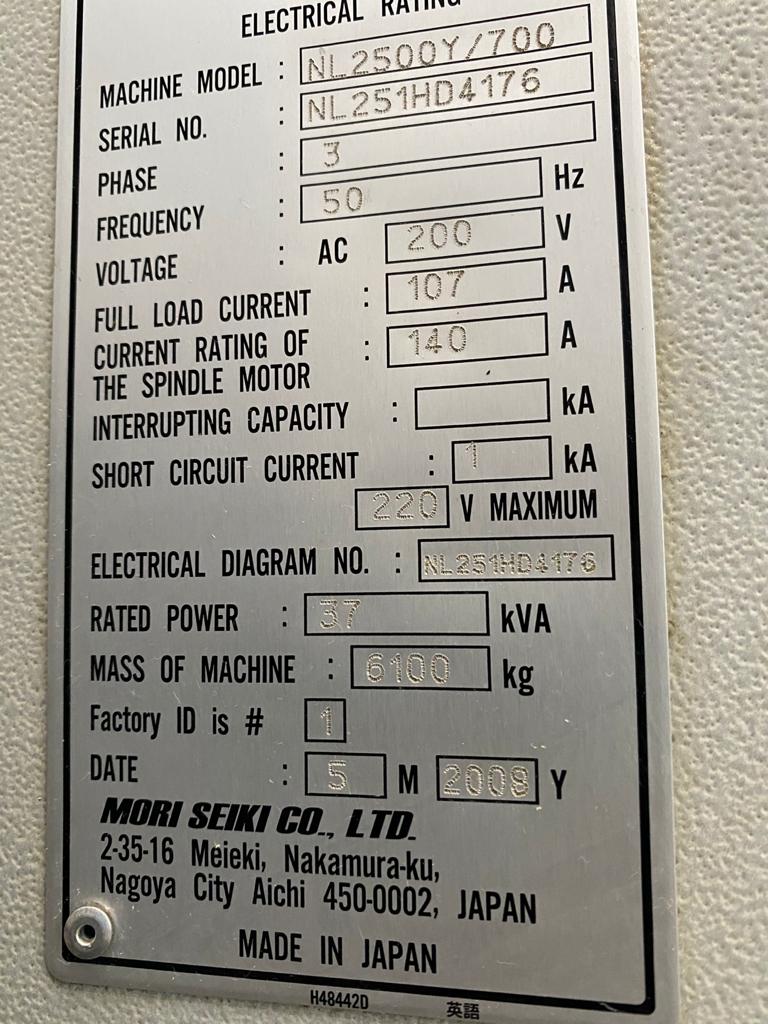 ELECTRICAL RATING
MACHINE MODEL : NL2500Y/700
SERIAL NO. : NL251HD4176
PHASE : 3
FREQUENCY : 50 Hz
VOLTAGE : AC 200 V
FULL LOAD CURRENT : 107 A
CURRENT RATING OF
THE SPINDLE MOTOR : 140 A
INTERRUPTING CAPACITY : kA
SHORT CIRCUIT CURRENT : 1 kA
220 V MAXIMUM
ELECTRICAL DIAGRAM NO. : NL251HD4176
RATED POWER : 37 kVA
MASS OF MACHINE : 6100 kg
Factory ID is # 1
DATE : 5 M 2008 Y
MORI SEIKI CO., LTD.
2-35-16 Meieki, Nakamura-ku,
Nagoya City Aichi 450-0002, JAPAN
MADE IN JAPAN
H48442D 英語